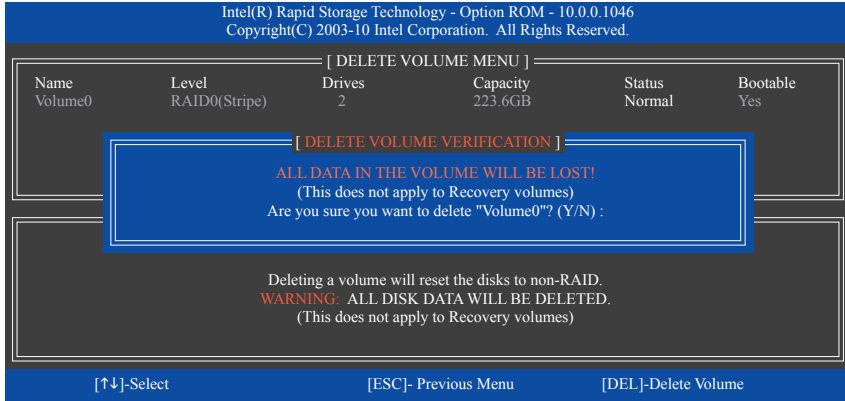 Intel(R) Rapid Storage Technology - Option ROM - 10.0.0.1046
Copyright(C) 2003-10 Intel Corporation.  All Rights Reserved.
[ DELETE VOLUME MENU ]
Name Level Drives Capacity Status Bootable
Volume0 RAID0(Stripe) 2 223.6GB Normal Yes
[ DELETE VOLUME VERIFICATION ]
ALL DATA IN THE VOLUME WILL BE LOST!
(This does not apply to Recovery volumes)
Are you sure you want to delete "Volume0"? (Y/N) :
Deleting a volume will reset the disks to non-RAID.
WARNING:  ALL DISK DATA WILL BE DELETED.
(This does not apply to Recovery volumes)
[↑↓]-Select [ESC]- Previous Menu [DEL]-Delete Volume